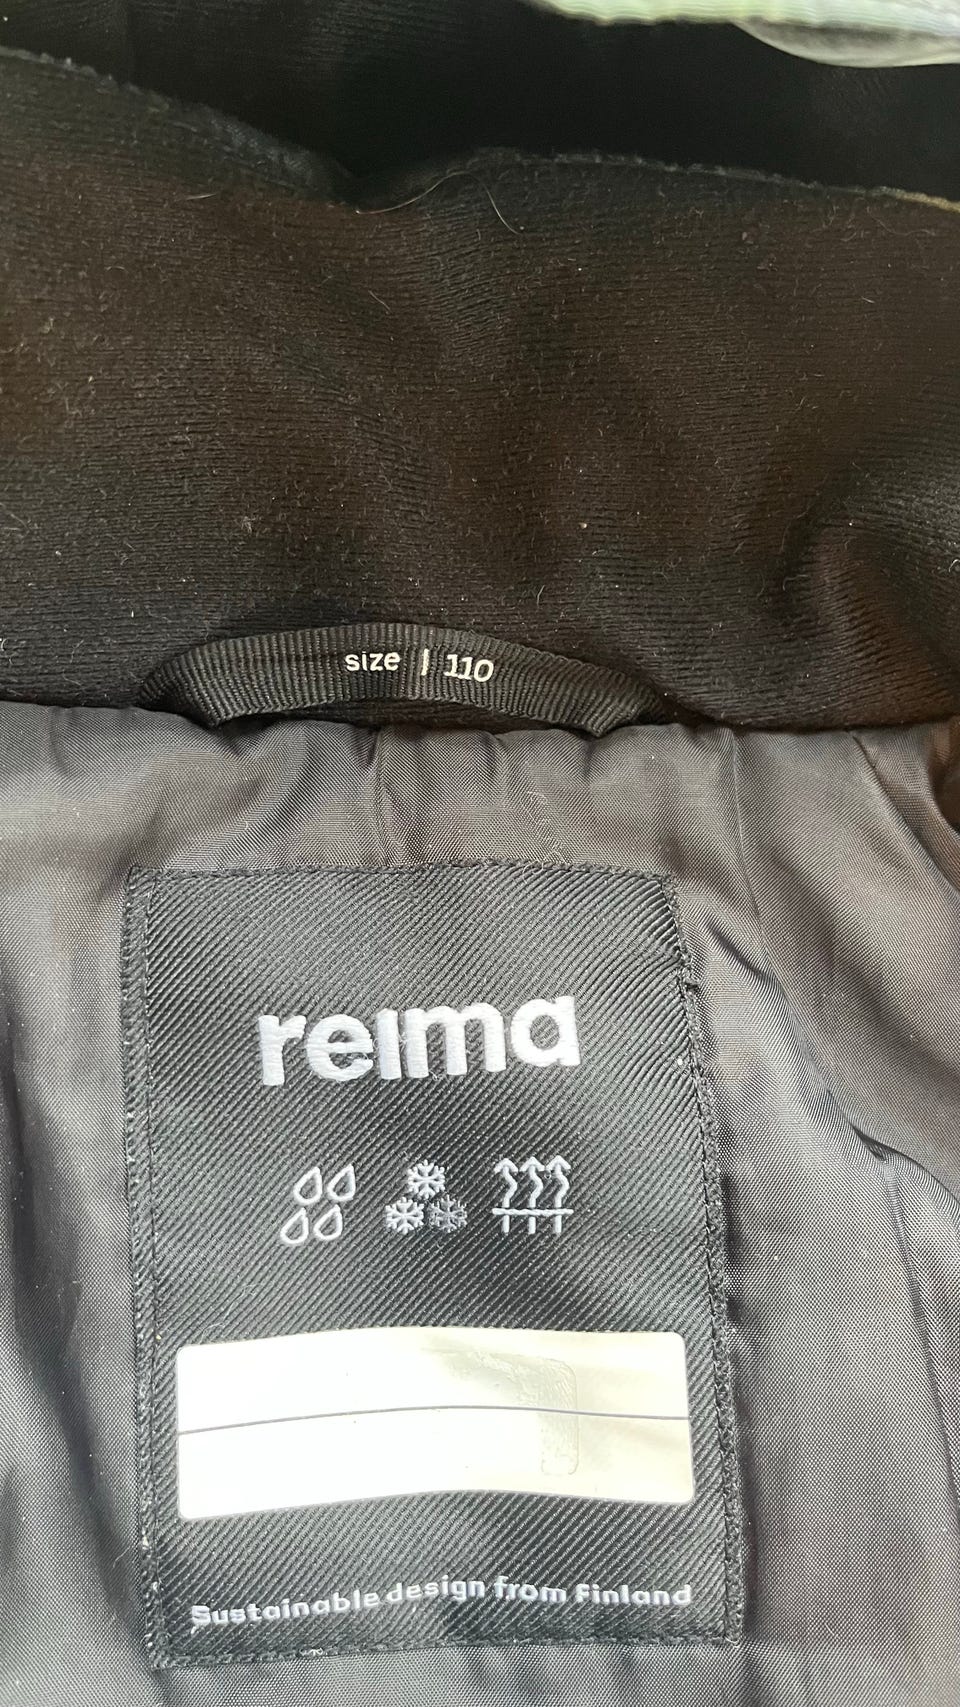 size | 110
reima
Sustainable design from Finland